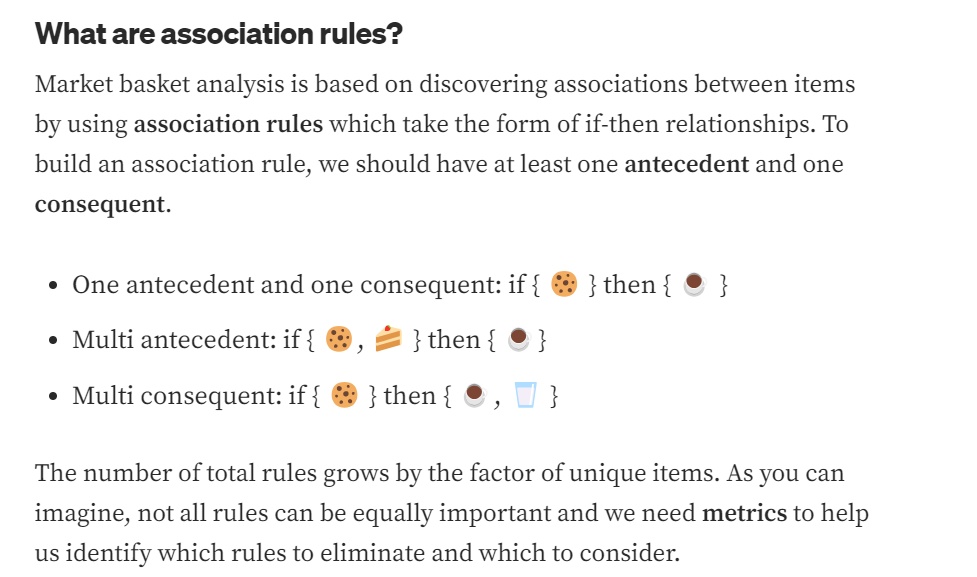 What are association rules?
Market basket analysis is based on discovering associations between items
by using association rules which take the form of if-then relationships. To
build an association rule, we should have at least one antecedent and one
consequent.
• One antecedent and one consequent: if { 🍪 } then { ☕ }
• Multi antecedent: if { 🍪, 🍰 } then { ☕ }
• Multi consequent: if { 🍪 } then { ☕, 🥛 }
The number of total rules grows by the factor of unique items. As you can
imagine, not all rules can be equally important and we need metrics to help
us identify which rules to eliminate and which to consider.